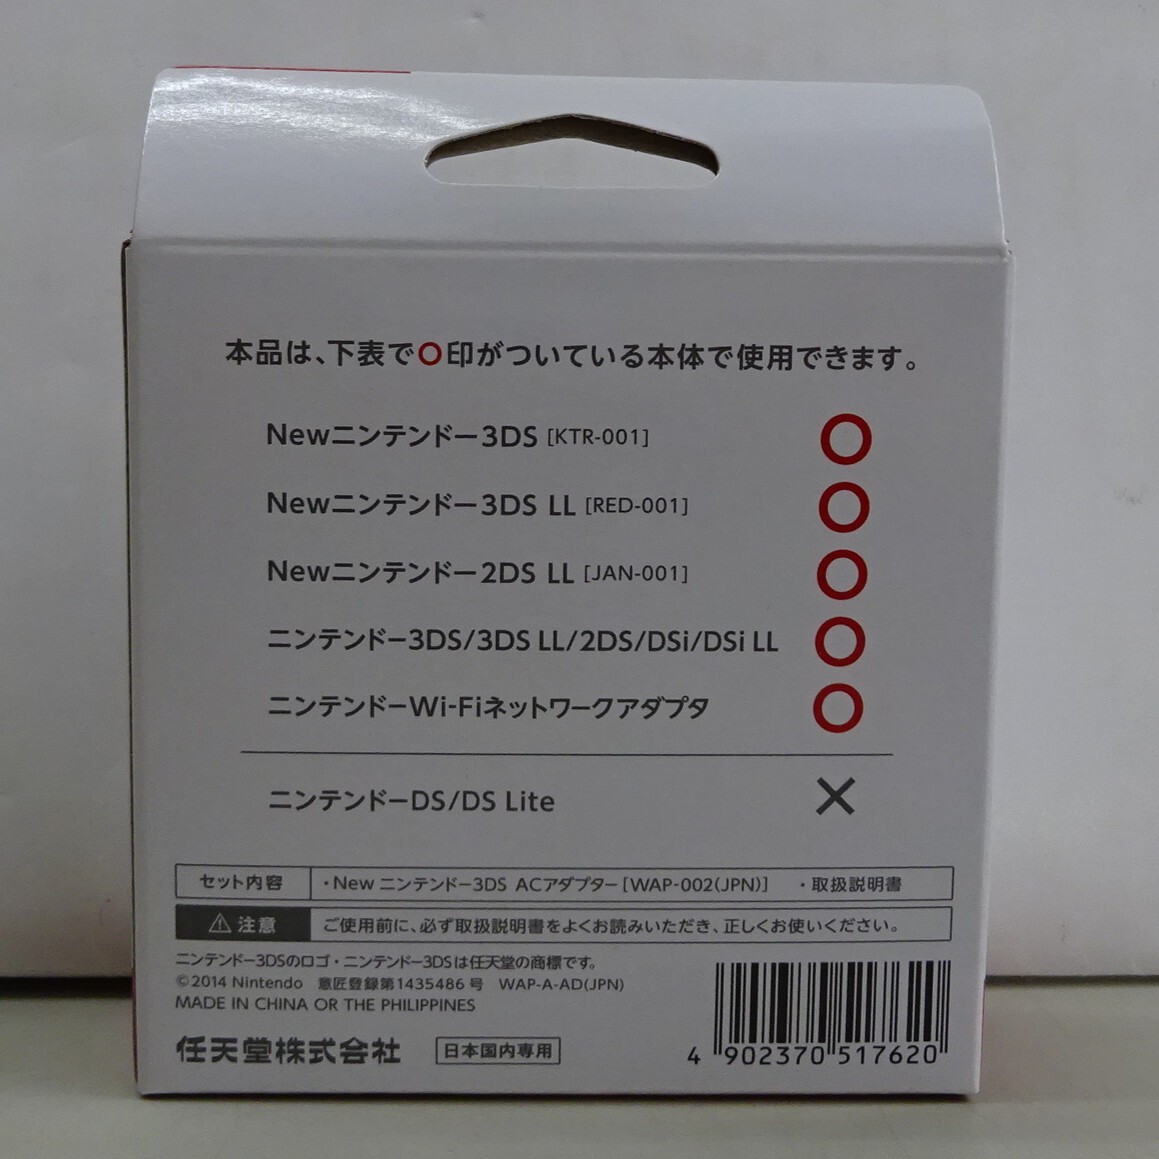 本品は、下表で〇印がついている本体で使用できます。
Newニンテンドー3DS [KTR-001] 〇
Newニンテンドー3DS LL [RED-001] 〇
Newニンテンドー2DS LL [JAN-001] 〇
ニンテンドー3DS/3DS LL/2DS/DSi/DSi LL 〇
ニンテンドーWi-Fiネットワークアダプタ 〇
ニンテンドーDS/DS Lite ×
セット内容 ・New ニンテンドー3DS ACアダプター[WAP-002(JPN)] ・取扱説明書
⚠ 注意 ご使用前に、必ず取扱説明書をよくお読みいただき、正しくお使いください。
ニンテンドー3DSのロゴ・ニンテンドー3DSは任天堂の商標です。
©2014 Nintendo 意匠登録第1435486号 WAP-A-AD(JPN)
MADE IN CHINA OR THE PHILIPPINES
任天堂株式会社 日本国内専用
4 902370 517620